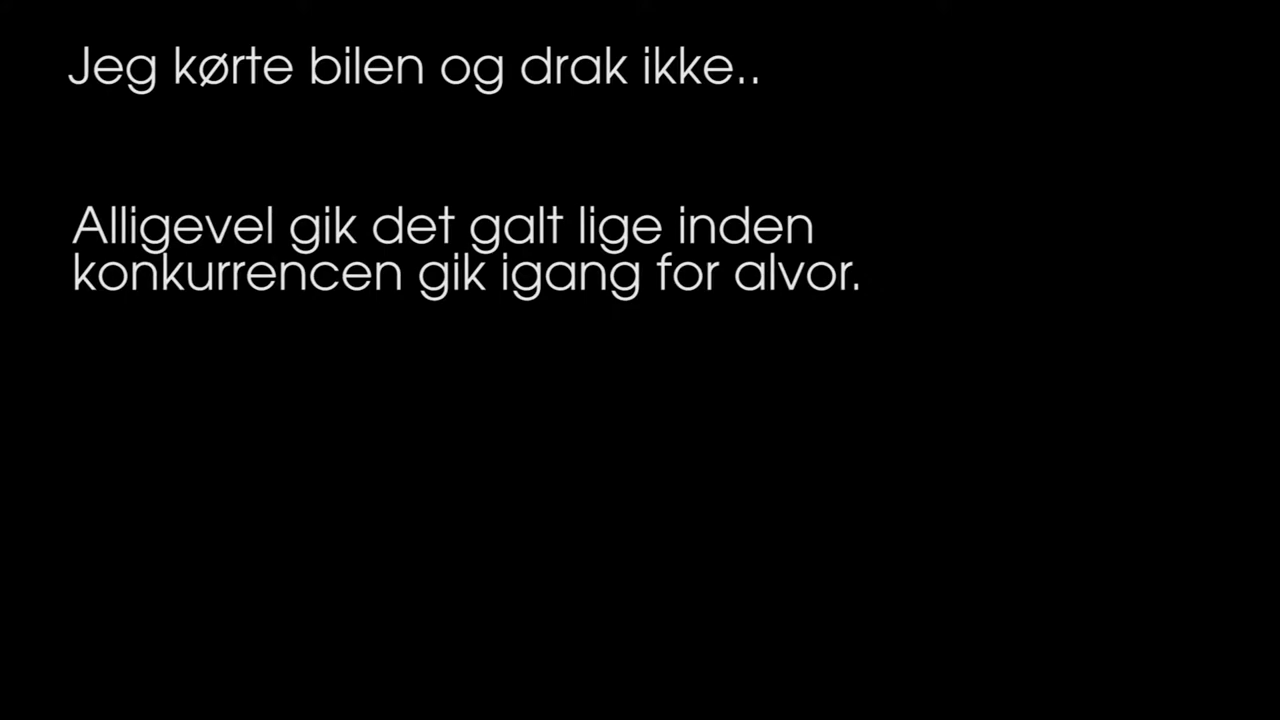 Jeg kørte bilen og drak ikke..
Alligevel gik det galt lige inden
konkurrencen gik igang for alvor.